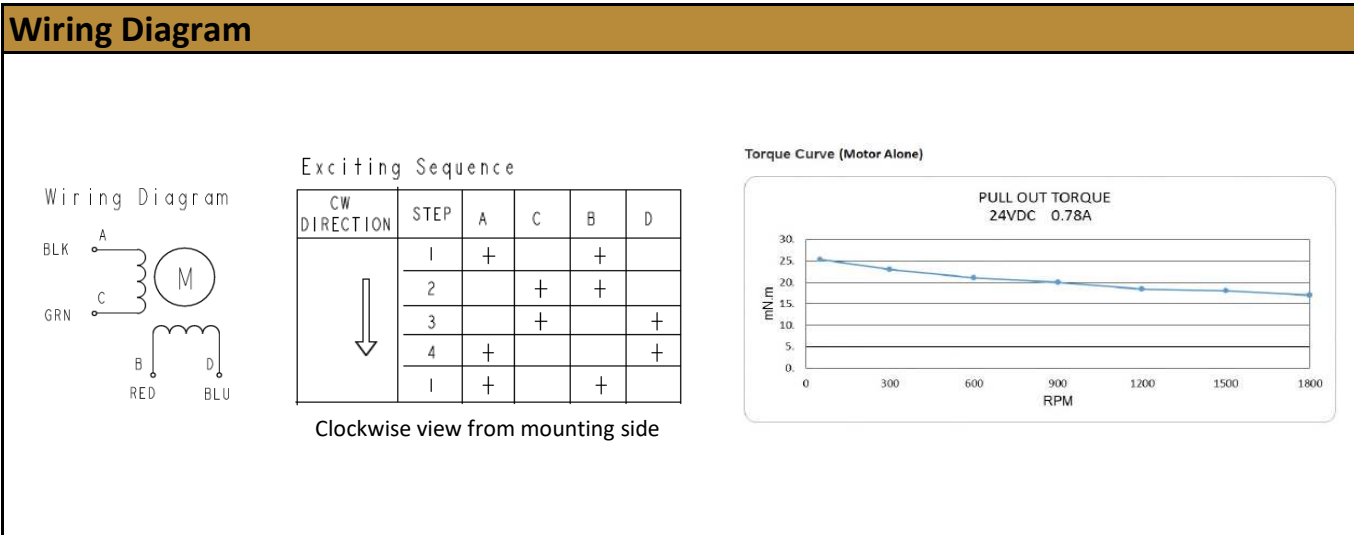 Wiring Diagram
Wiring Diagram
A
BLK
M
C
GRN
B D
RED BLU
Exciting Sequence
CW DIRECTION STEP A C B D
1 + +
2 + +
3 + +
4 + +
1 + +
Clockwise view from mounting side
Torque Curve (Motor Alone)
PULL OUT TORQUE
24VDC 0.78A
mN.m
30.
25.
20.
15.
10.
5.
0.
0 300 600 900 1200 1500 1800
RPM